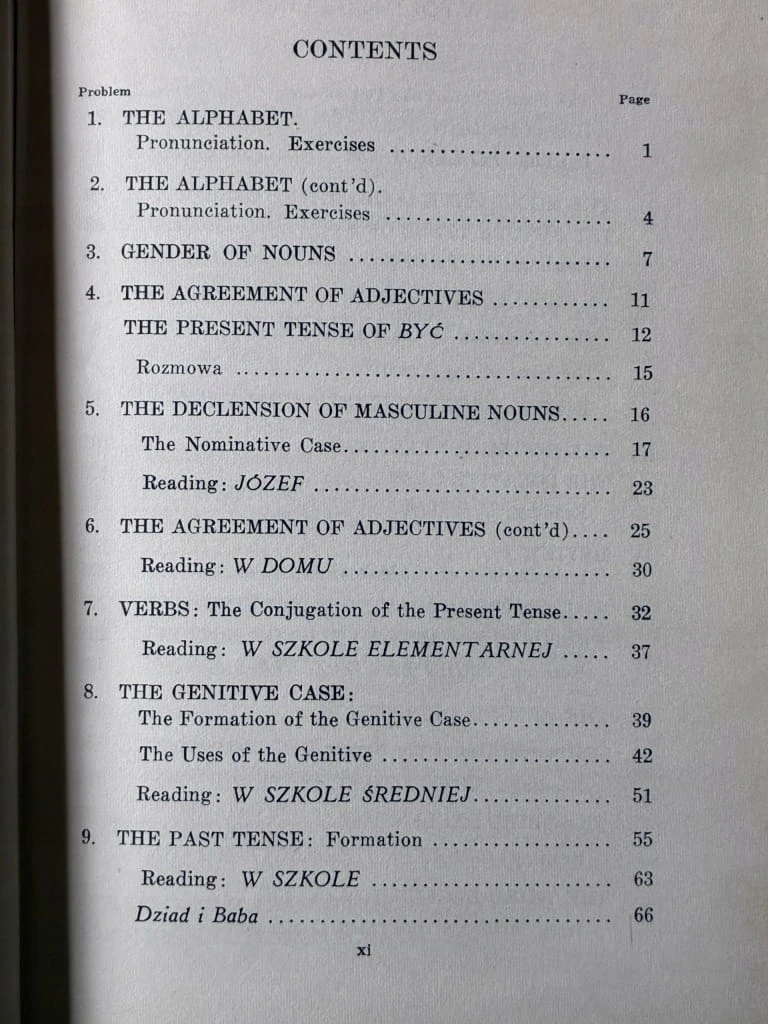 CONTENTS
Problem
Page
1. THE ALPHABET.
Pronunciation. Exercises ........................ 1
2. THE ALPHABET (cont'd).
Pronunciation. Exercises ........................ 4
3. GENDER OF NOUNS ............................ 7
4. THE AGREEMENT OF ADJECTIVES ............ 11
THE PRESENT TENSE OF BYĆ ................ 12
Rozmowa ....................................... 15
5. THE DECLENSION OF MASCULINE NOUNS..... 16
The Nominative Case............................ 17
Reading: JÓZEF ............................... 23
6. THE AGREEMENT OF ADJECTIVES (cont'd).... 25
Reading: W DOMU ............................ 30
7. VERBS: The Conjugation of the Present Tense..... 32
Reading: W SZKOLE ELEMENTARNEJ ..... 37
8. THE GENITIVE CASE:
The Formation of the Genitive Case.............. 39
The Uses of the Genitive ........................ 42
Reading: W SZKOLE ŚREDNIEJ.............. 51
9. THE PAST TENSE: Formation ................... 55
Reading: W SZKOLE ......................... 63
Dziad i Baba .................................... 66
xi